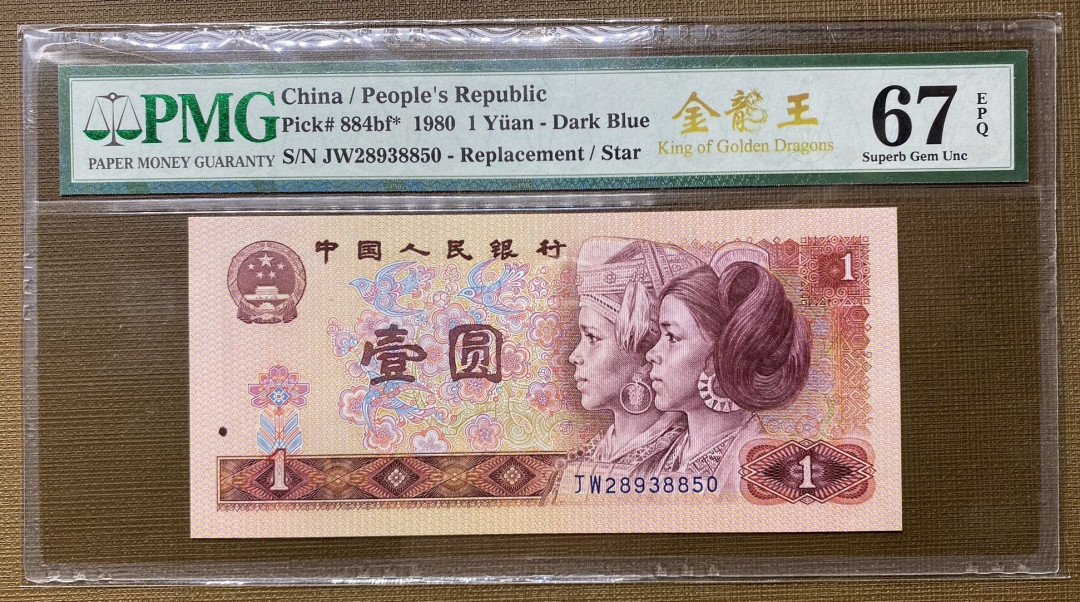 PMG
PAPER MONEY GUARANTY
China / People's Republic
Pick# 884bf* 1980 1 Yüan - Dark Blue
S/N JW28938850 - Replacement / Star
金龍王
King of Golden Dragons
67
EPQ
Superb Gem Unc
中国人民银行
1
壹圆
1
JW28938850
1